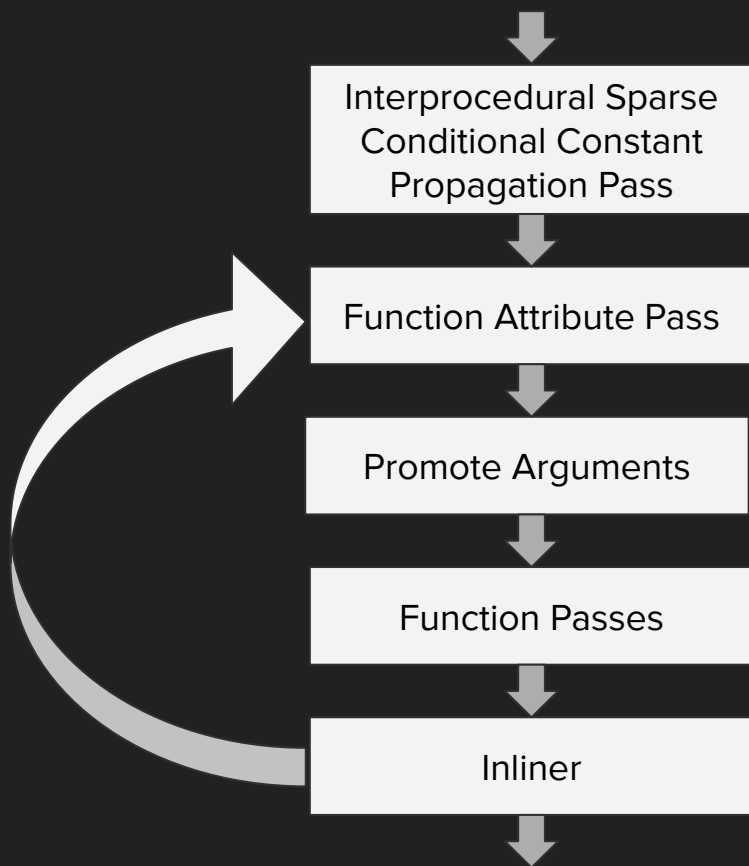 Interprocedural Sparse
Conditional Constant
Propagation Pass
Function Attribute Pass
Promote Arguments
Function Passes
Inliner